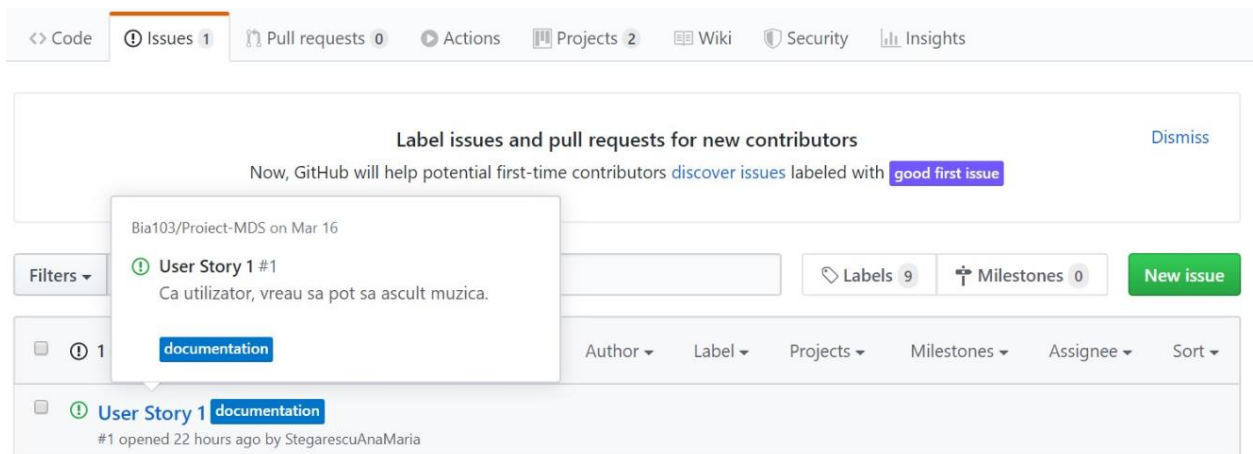 <> Code Issues 1 Pull requests 0 Actions Projects 2 Wiki Security Insights
Label issues and pull requests for new contributors
Dismiss
Now, GitHub will help potential first-time contributors discover issues labeled with good first issue
Bia103/Proiect-MDS on Mar 16
User Story 1 #1
Ca utilizator, vreau sa pot sa ascult muzica.
documentation
Filters
Labels 9 Milestones 0 New issue
1
Author Label Projects Milestones Assignee Sort
User Story 1 documentation
#1 opened 22 hours ago by StegarescuAnaMaria